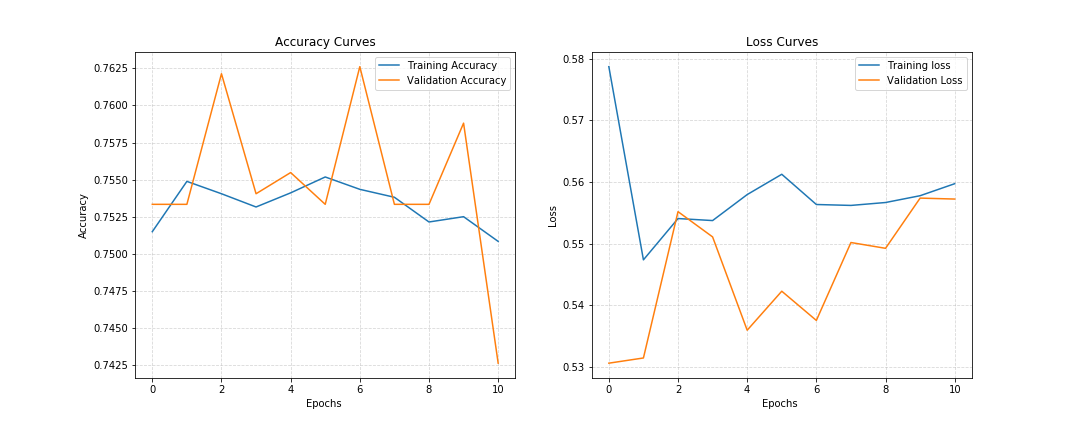 Accuracy Curves
Training Accuracy
Validation Accuracy
0.7625
0.7600
0.7575
0.7550
0.7525
0.7500
0.7475
0.7450
0.7425
Accuracy
0 2 4 6 8 10
Epochs
Loss Curves
Training loss
Validation Loss
0.58
0.57
0.56
0.55
0.54
0.53
Loss
0 2 4 6 8 10
Epochs